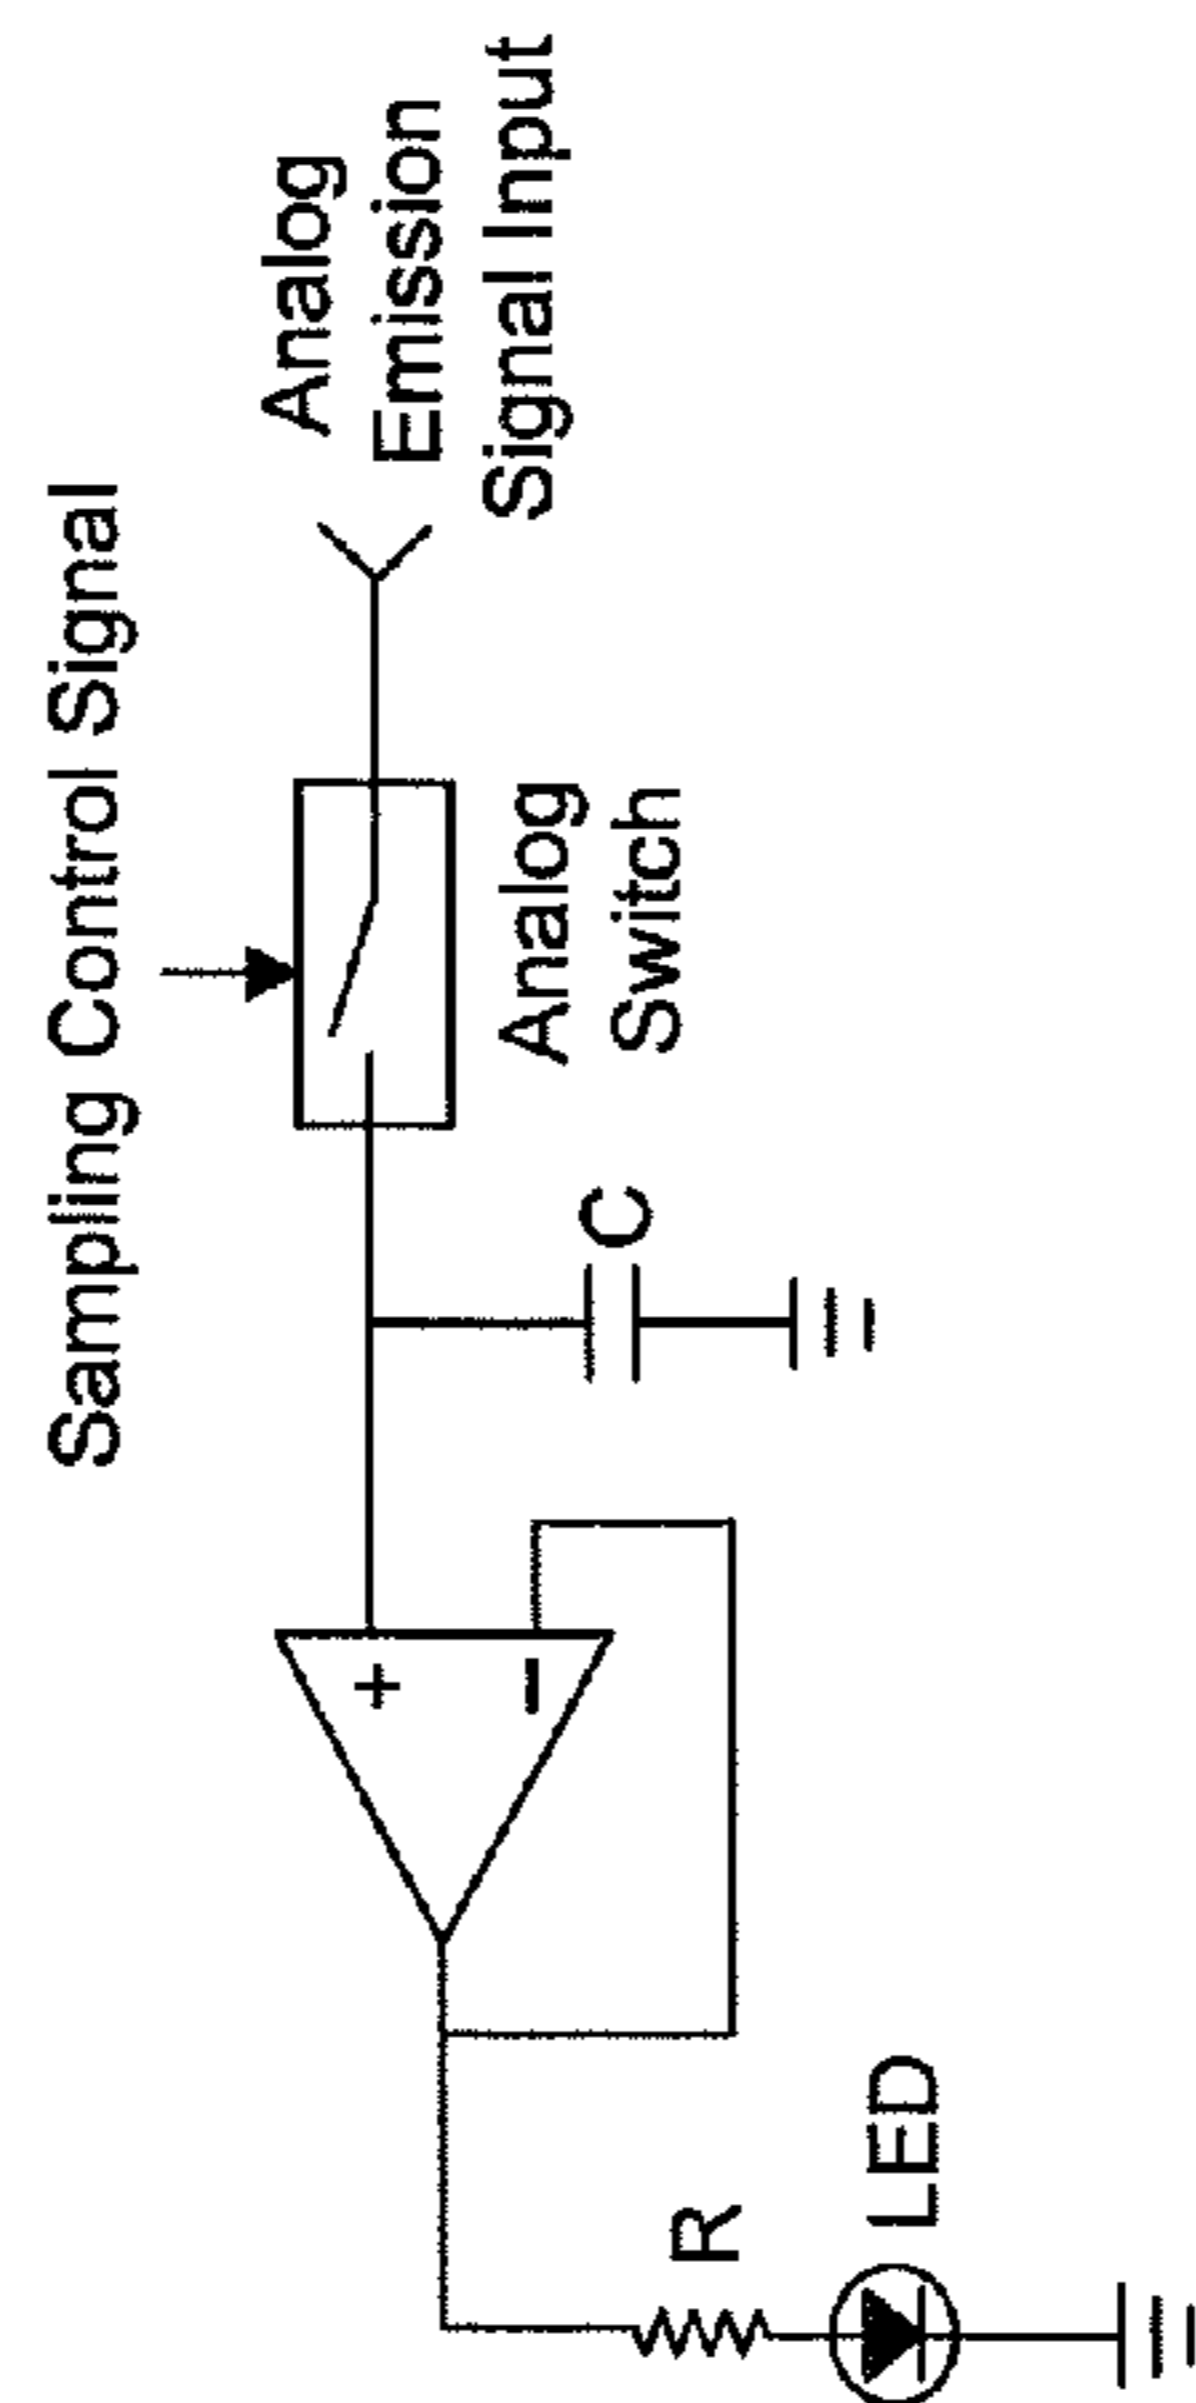 Sampling Control Signal
Analog
Emission
Signal Input
Analog
Switch
C
+
−
R
LED